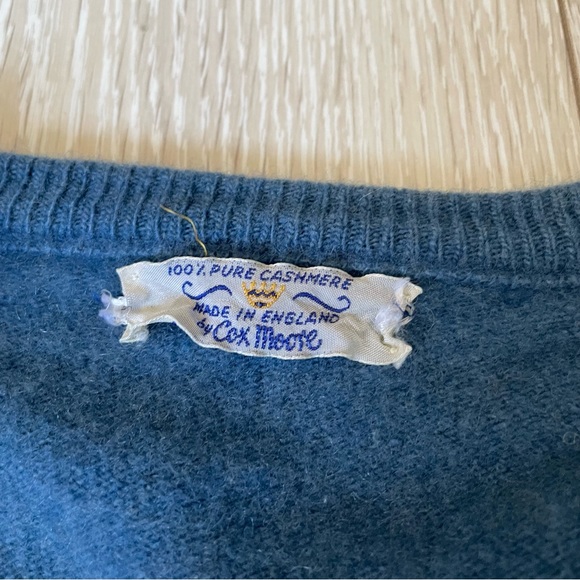 100% PURE CASHMERE
MADE IN ENGLAND
by Cox Moore